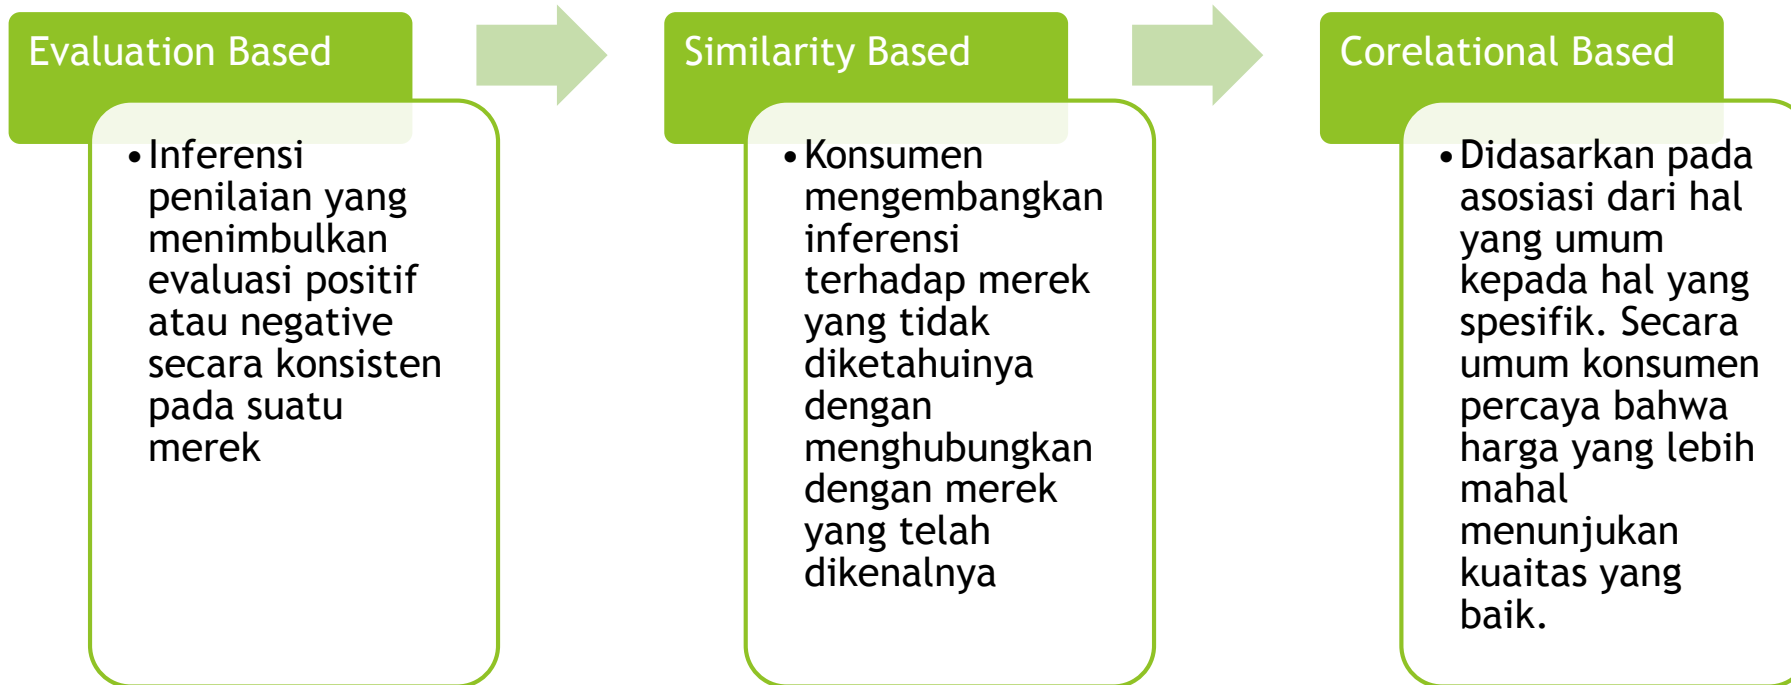 Evaluation Based
•Inferensi
penilaian yang
menimbulkan
evaluasi positif
atau negative
secara konsisten
pada suatu
merek
Similarity Based
•Konsumen
mengembangkan
inferensi
terhadap merek
yang tidak
diketahuinya
dengan
menghubungkan
dengan merek
yang telah
dikenalnya
Corelational Based
•Didasarkan pada
asosiasi dari hal
yang umum
kepada hal yang
spesifik. Secara
umum konsumen
percaya bahwa
harga yang lebih
mahal
menunjukan
kuaitas yang
baik.